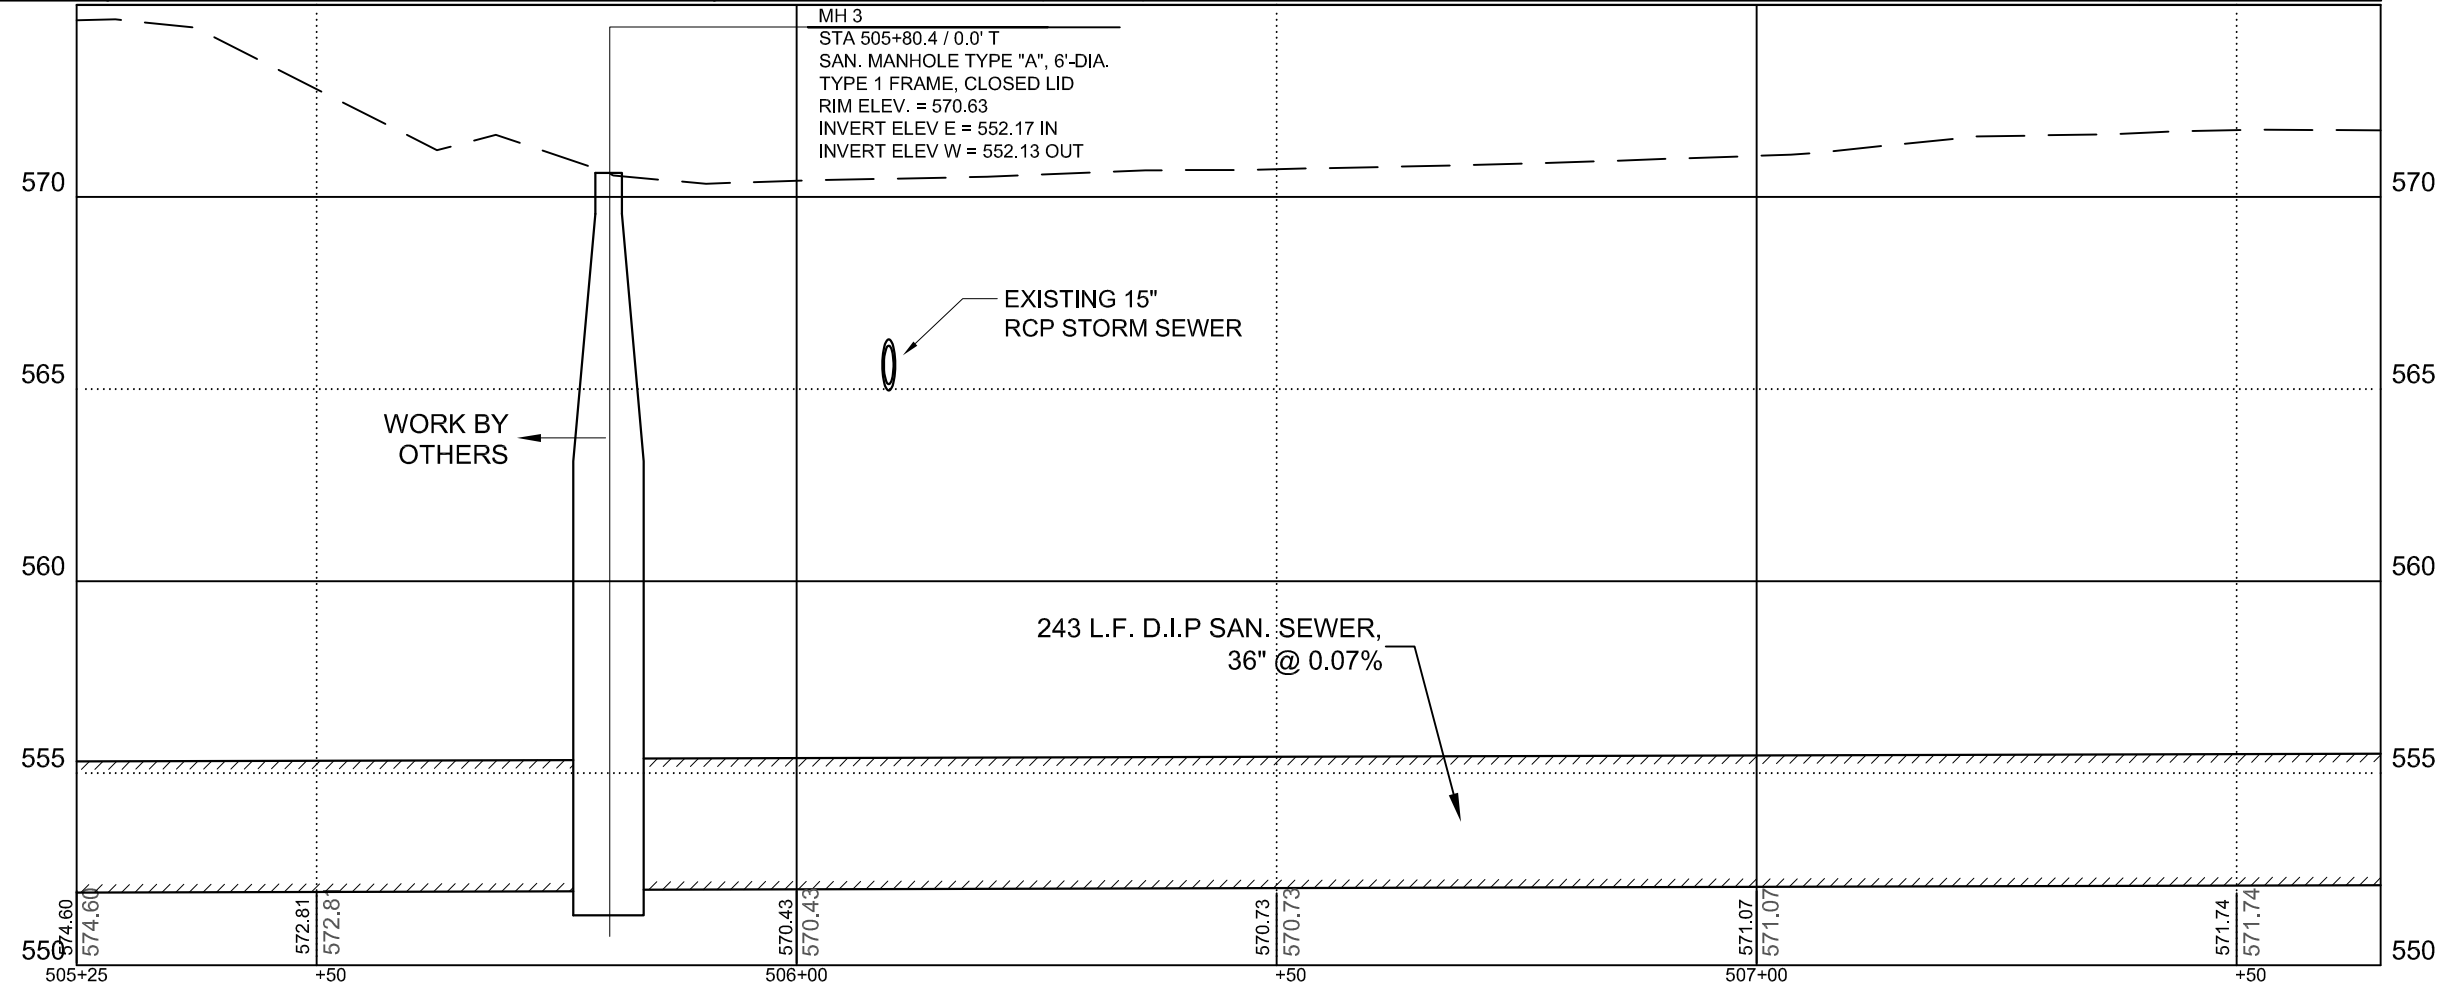 MH 3
STA 505+80.4 / 0.0' T
SAN. MANHOLE TYPE "A", 6'-DIA.
TYPE 1 FRAME, CLOSED LID
RIM ELEV. = 570.63
INVERT ELEV E = 552.17 IN
INVERT ELEV W = 552.13 OUT
570
570
EXISTING 15"
RCP STORM SEWER
565
565
WORK BY
OTHERS
560
560
243 L.F. D.I.P SAN. SEWER,
36" @ 0.07%
555
555
574.60
574.60
572.81
572.81
570.43
570.43
570.73
570.73
571.07
571.07
571.74
571.74
550
550
505+25
+50
506+00
+50
507+00
+50